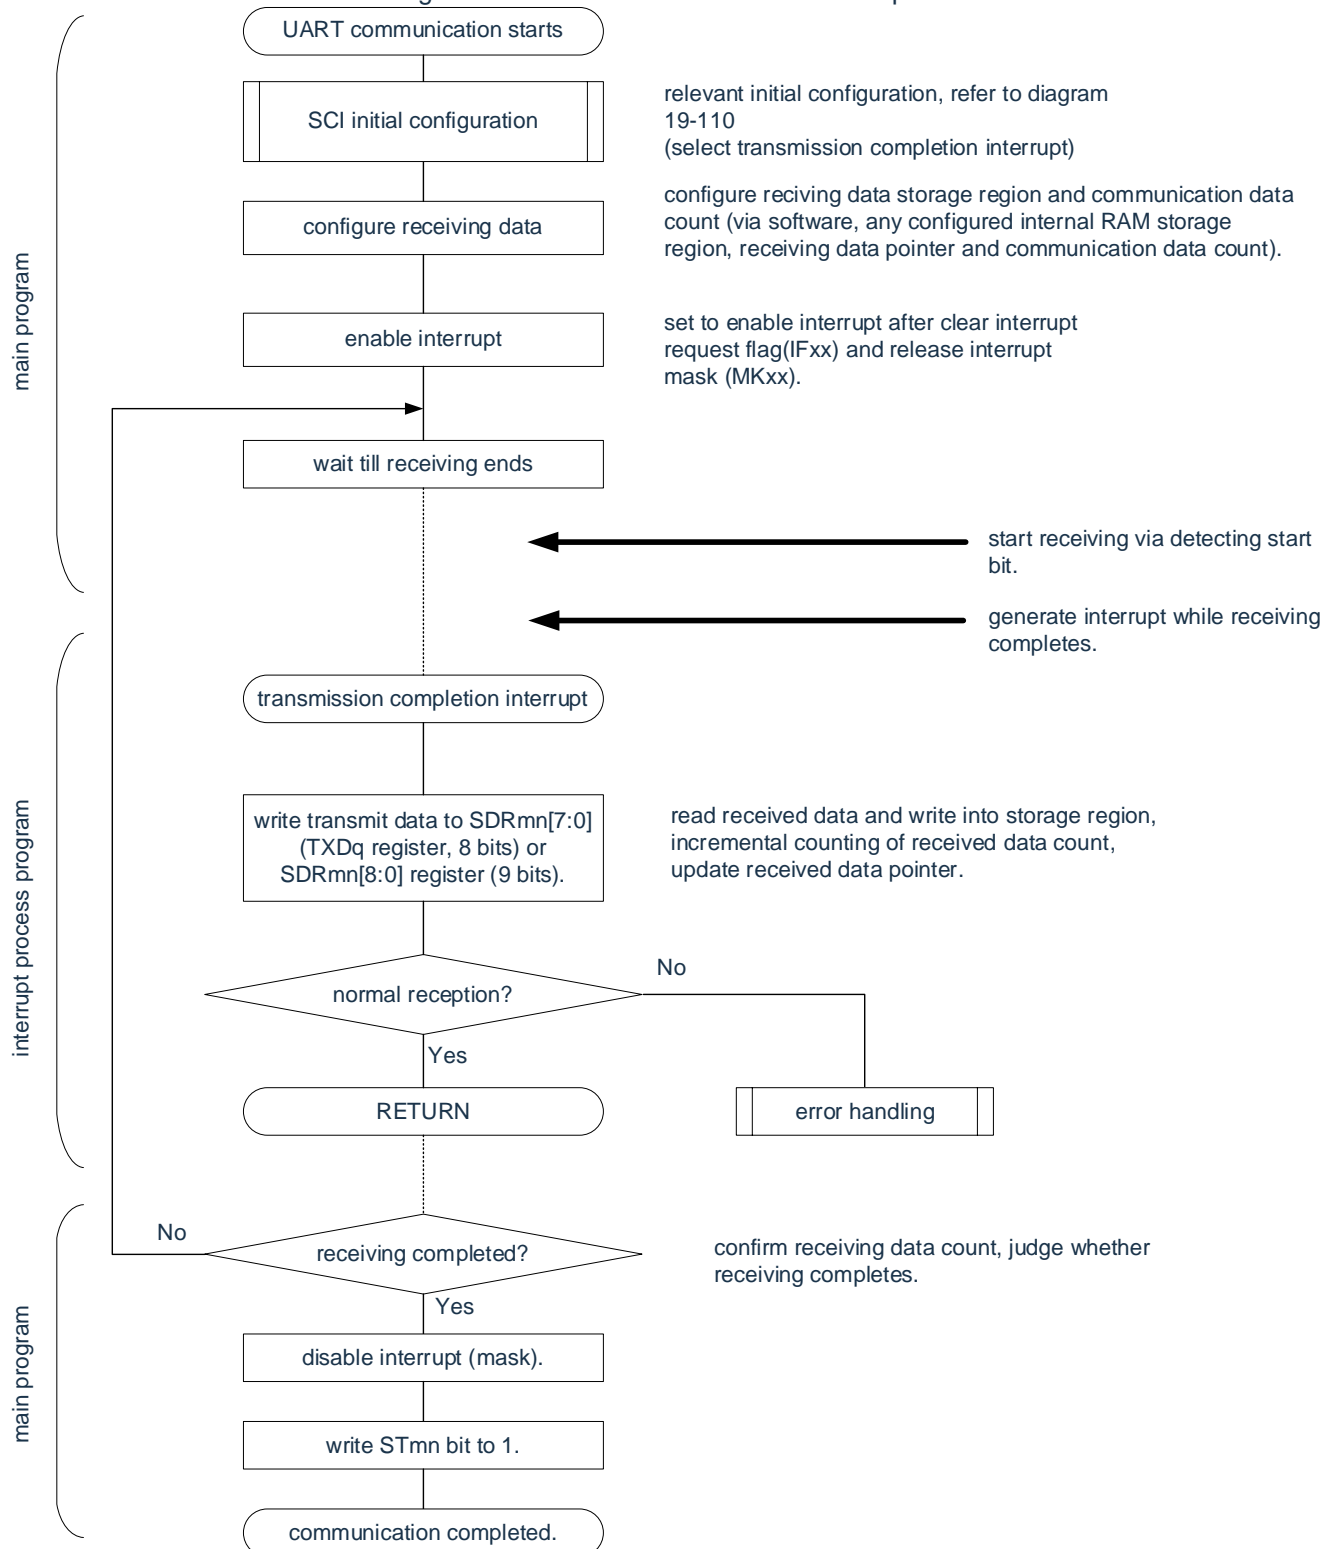 UART communication starts
SCI initial configuration
relevant initial configuration, refer to diagram
19-110
(select transmission completion interrupt)
configure receiving data
configure reciving data storage region and communication data
count (via software, any configured internal RAM storage
region, receiving data pointer and communication data count).
main program
enable interrupt
set to enable interrupt after clear interrupt
request flag(IFxx) and release interrupt
mask (MKxx).
wait till receiving ends
start receiving via detecting start
bit.
generate interrupt while receiving
completes.
transmission completion interrupt
interrupt process program
write transmit data to SDRmn[7:0]
(TXDq register, 8 bits) or
SDRmn[8:0] register (9 bits).
read received data and write into storage region,
incremental counting of received data count,
update received data pointer.
No
normal reception?
Yes
RETURN
error handling
No
receiving completed?
confirm receiving data count, judge whether
receiving completes.
Yes
main program
disable interrupt (mask).
write STmn bit to 1.
communication completed.